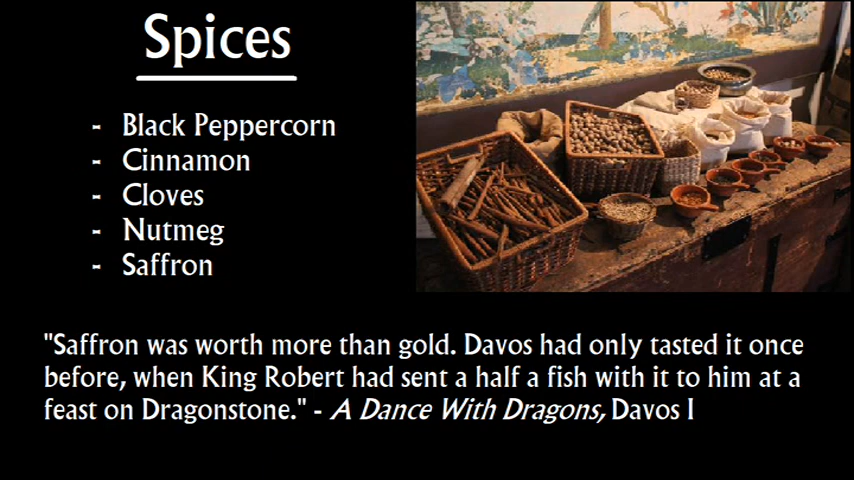 Spices
- Black Peppercorn
- Cinnamon
- Cloves
- Nutmeg
- Saffron
"Saffron was worth more than gold. Davos had only tasted it once
before, when King Robert had sent a half a fish with it to him at a
feast on Dragonstone." - A Dance With Dragons, Davos I